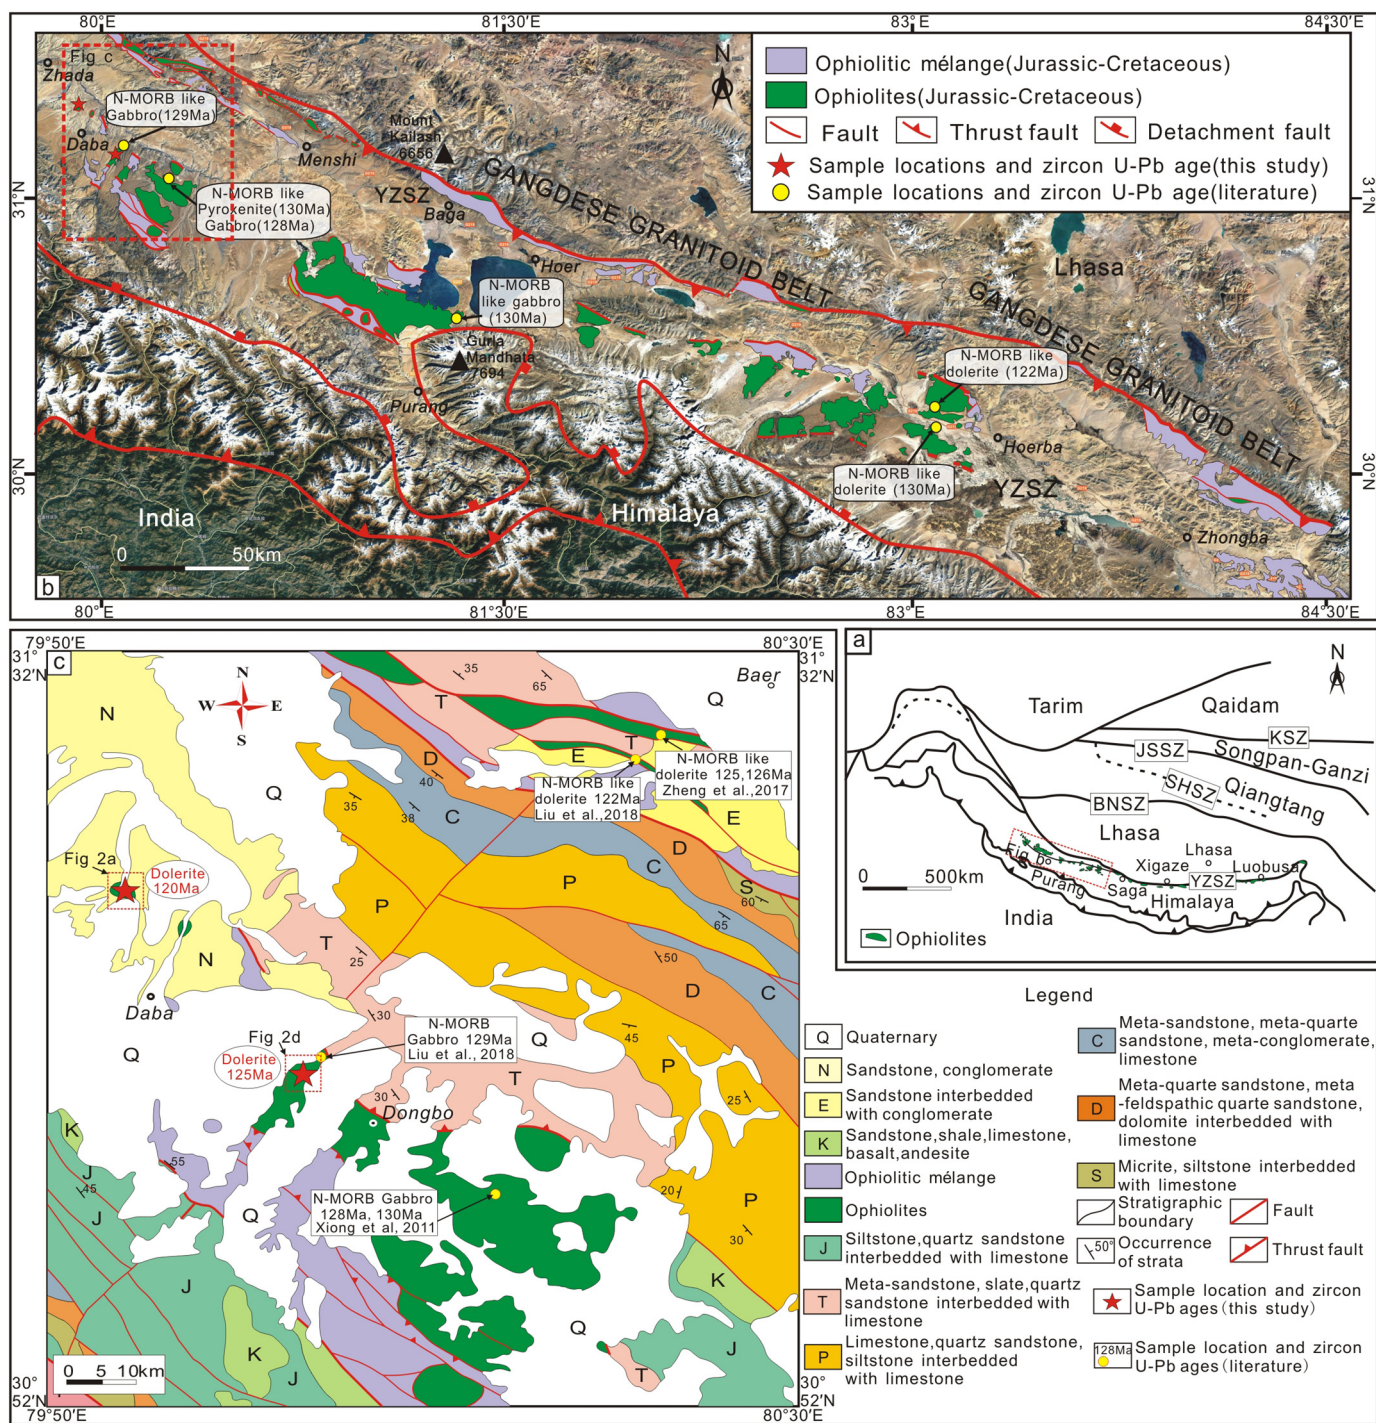 80°
81°30′E
83°
84°30′E
Fig c
Zhada
N-MORB like
Gabbro(129Ma)
Daba
N-MORB like
Pyroxenite(130Ma)
Gabbro(128Ma)
Menshi
Mount
Kailash
6656
YZSZ
Baga
GANGDESE GRANITOID BELT
N
Ophiolitic mélange(Jurassic-Cretaceous)
Ophiolites(Jurassic-Cretaceous)
Fault
Thrust fault
Detachment fault
Sample locations and zircon U-Pb age(this study)
Sample locations and zircon U-Pb age(literature)
31°N
31°N
Hoer
Lhasa
N-MORB
like gabbro
(130Ma)
GANGDESE GRANITOID BELT
Gurla
Mandhata
7694
Purang
N-MORB like
dolerite (122Ma)
Hoerba
N-MORB like
dolerite (130Ma)
YZSZ
30°N
30°N
India
Himalaya
Zhongba
0 50km
b
80°
81°30′E
83°
84°30′E
79°50′E
80°30′E
31°
32′N
31°
32′N
c
N
W E
S
N
Q
T
35
65
Baer
Q
T
E
D
40
N-MORB like
dolerite 125,126Ma
Zheng et al.,2017
N-MORB like
dolerite 122Ma
Liu et al.,2018
35
38
C
E
D
C
S
60
Fig 2a
Dolerite
120Ma
P
P
65
T
25
N
50
D
C
Daba
30
Q
Fig 2d
N-MORB
Gabbro 129Ma
Liu et al., 2018
Q
45
Dolerite
125Ma
T
P
25
30
Dongbo
K
J
45
55
20
J
Q
N-MORB Gabbro
128Ma, 130Ma
Xiong et al, 2011
P
30
J
K
K
J
Q
J
T
0 5 10km
30°
52′N
30°
52′N
79°50′E
80°30′E
a
N
Tarim
Qaidam
KSZ
JSSZ
Songpan-Ganzi
SHSZ
Qiangtang
BNSZ
Lhasa
Lhasa
Fig b
Xigaze
Luobusa
Purang
Saga
YZSZ
Himalaya
India
0 500km
Ophiolites
Legend
Q Quaternary
N Sandstone, conglomerate
E Sandstone interbedded
with conglomerate
K Sandstone,shale,limestone,
basalt,andesite
Ophiolitic mélange
Ophiolites
J Siltstone,quartz sandstone
interbedded with limestone
T Meta-sandstone, slate,quartz
sandstone interbedded with
limestone
P Limestone,quartz sandstone,
siltstone interbedded
with limestone
C Meta-sandstone, meta-quarte
sandstone, meta-conglomerate,
limestone
D Meta-quarte sandstone, meta
-feldspathic quarte sandstone,
dolomite interbedded with
limestone
S Micrite, siltstone interbedded
with limestone
Stratigraphic
boundary
Fault
50° Occurrence
of strata
Thrust fault
Sample location and zircon
U-Pb ages(this study)
128Ma Sample location and zircon
U-Pb ages(literature)